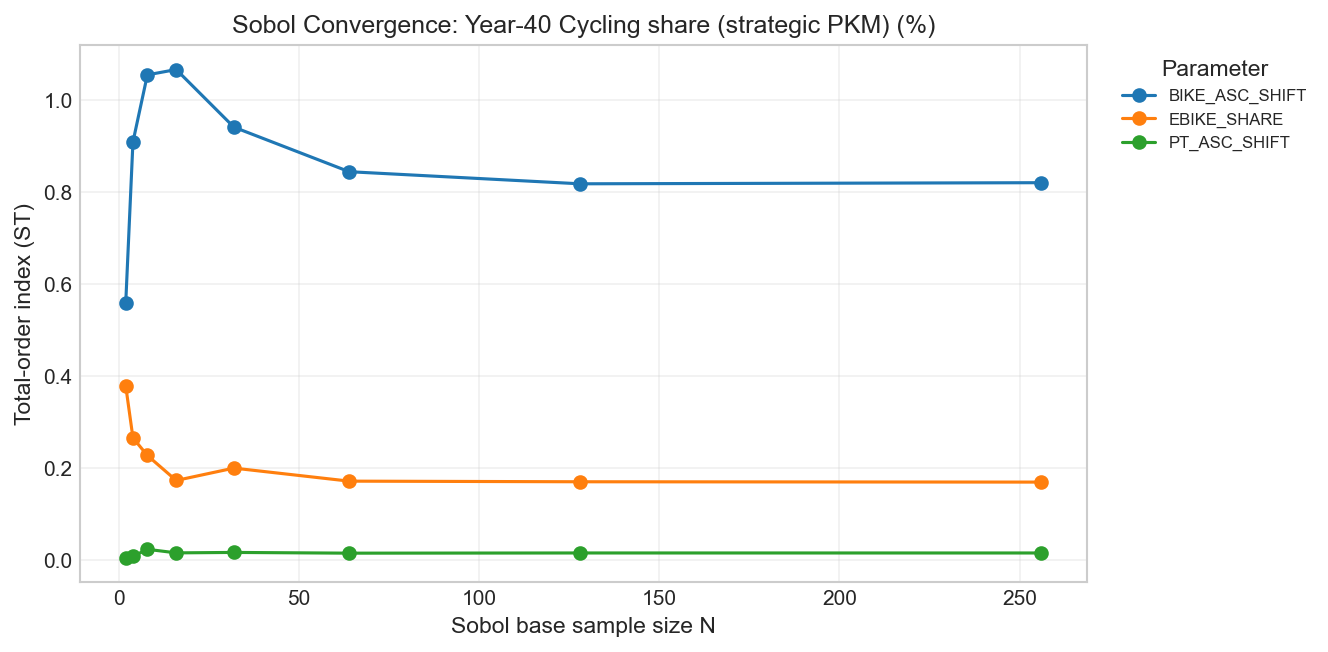 Sobol Convergence: Year-40 Cycling share (strategic PKM) (%)
Total-order index (ST)
1.0
0.8
0.6
0.4
0.2
0.0
0 50 100 150 200 250
Sobol base sample size N
Parameter
BIKE_ASC_SHIFT
EBIKE_SHARE
PT_ASC_SHIFT